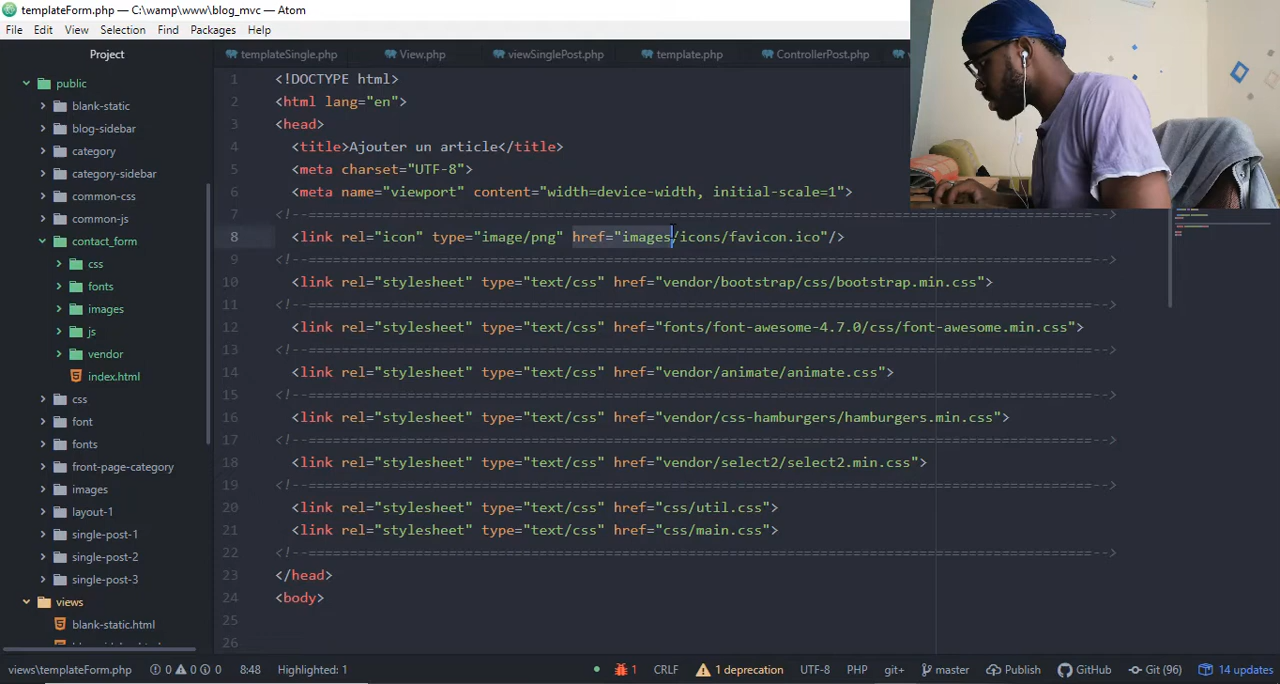 templateForm.php — C:\wamp\www\blog_mvc — Atom
File Edit View Selection Find Packages Help
Project
templateSingle.php View.php viewSinglePost.php template.php ControllerPost.php
public
blank-static
blog-sidebar
category
category-sidebar
common-css
common-js
contact_form
css
fonts
images
js
vendor
index.html
css
font
fonts
front-page-category
images
layout-1
single-post-1
single-post-2
single-post-3
views
blank-static.html
1 <!DOCTYPE html>
2 <html lang="en">
3 <head>
4 <title>Ajouter un article</title>
5 <meta charset="UTF-8">
6 <meta name="viewport" content="width=device-width, initial-scale=1">
7 <!--===============================================================================================-->
8 <link rel="icon" type="image/png" href="images/icons/favicon.ico"/>
9 <!--===============================================================================================-->
10 <link rel="stylesheet" type="text/css" href="vendor/bootstrap/css/bootstrap.min.css">
11 <!--===============================================================================================-->
12 <link rel="stylesheet" type="text/css" href="fonts/font-awesome-4.7.0/css/font-awesome.min.css">
13 <!--===============================================================================================-->
14 <link rel="stylesheet" type="text/css" href="vendor/animate/animate.css">
15 <!--===============================================================================================-->
16 <link rel="stylesheet" type="text/css" href="vendor/css-hamburgers/hamburgers.min.css">
17 <!--===============================================================================================-->
18 <link rel="stylesheet" type="text/css" href="vendor/select2/select2.min.css">
19 <!--===============================================================================================-->
20 <link rel="stylesheet" type="text/css" href="css/util.css">
21 <link rel="stylesheet" type="text/css" href="css/main.css">
22 <!--===============================================================================================-->
23 </head>
24 <body>
25
26
views\templateForm.php 0 0 0 8:48 Highlighted: 1 1 CRLF 1 deprecation UTF-8 PHP git+ master Publish GitHub Git (96) 14 updates